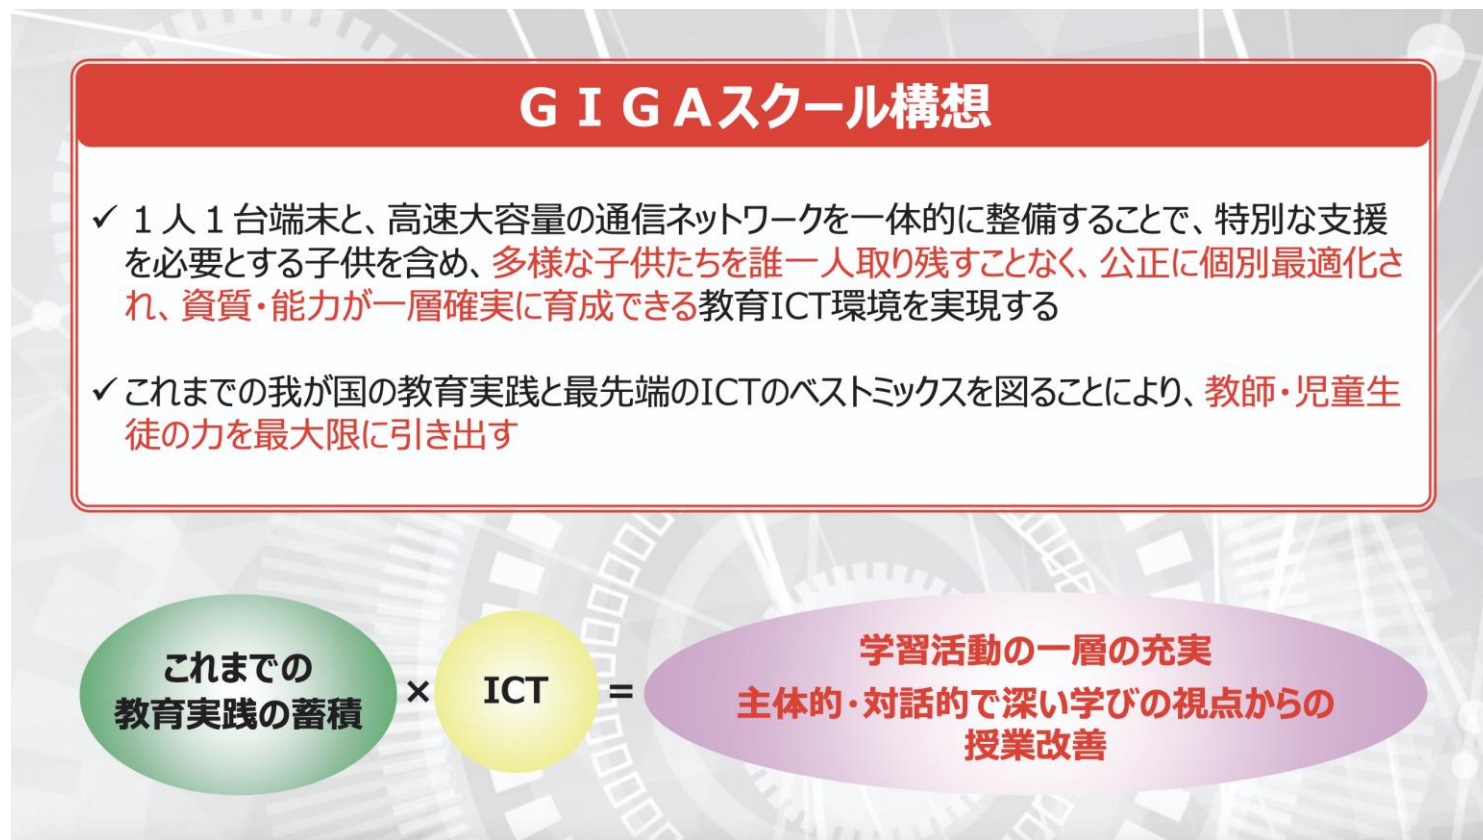 ＧＩＧＡスクール構想
✓ １人１台端末と、高速大容量の通信ネットワークを一体的に整備することで、特別な支援
を必要とする子供を含め、多様な子供たちを誰一人取り残すことなく、公正に個別最適化さ
れ、資質・能力が一層確実に育成できる教育ICT環境を実現する
✓ これまでの我が国の教育実践と最先端のICTのベストミックスを図ることにより、教師・児童生
徒の力を最大限に引き出す
これまでの
教育実践の蓄積
×
ICT
=
学習活動の一層の充実
主体的・対話的で深い学びの視点からの
授業改善